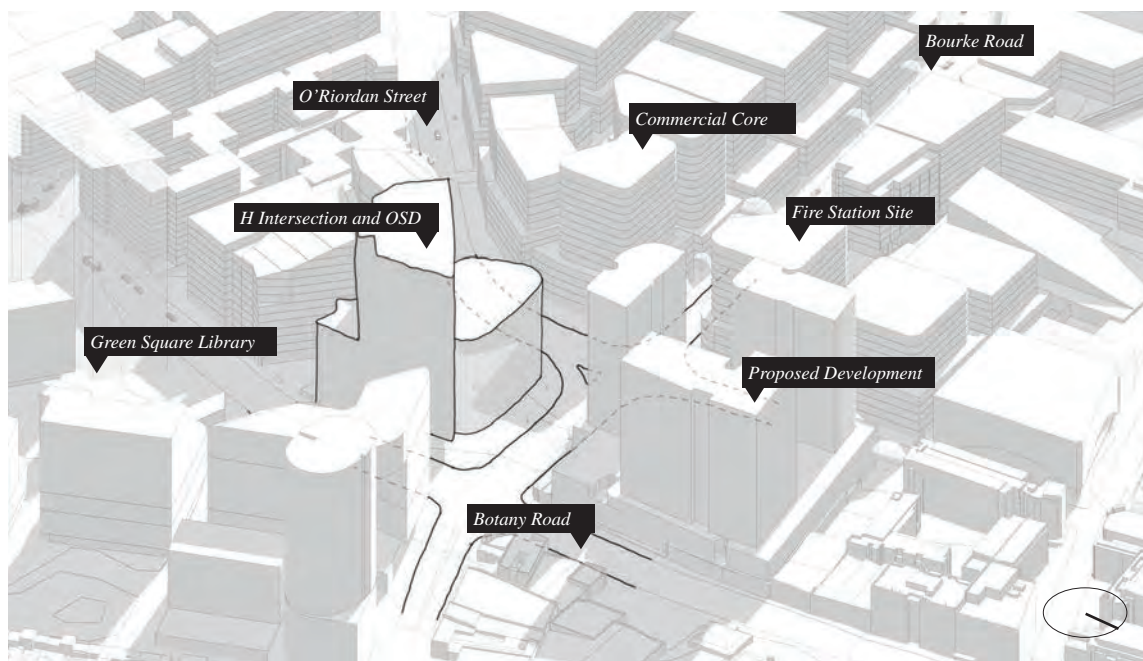 Bourke Road
O'Riordan Street
Commercial Core
H Intersection and OSD
Fire Station Site
Green Square Library
Proposed Development
Botany Road